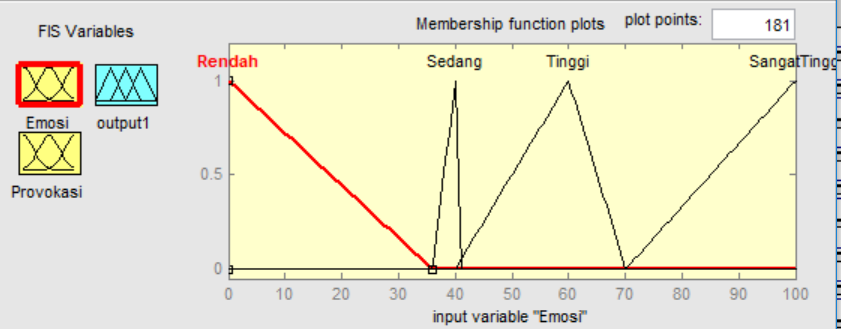 FIS Variables
Emosi
output1
Provokasi
Membership function plots
plot points:
181
Rendah
Sedang
Tinggi
SangatTingg
1
0.5
0
0 10 20 30 40 50 60 70 80 90 100
input variable "Emosi"